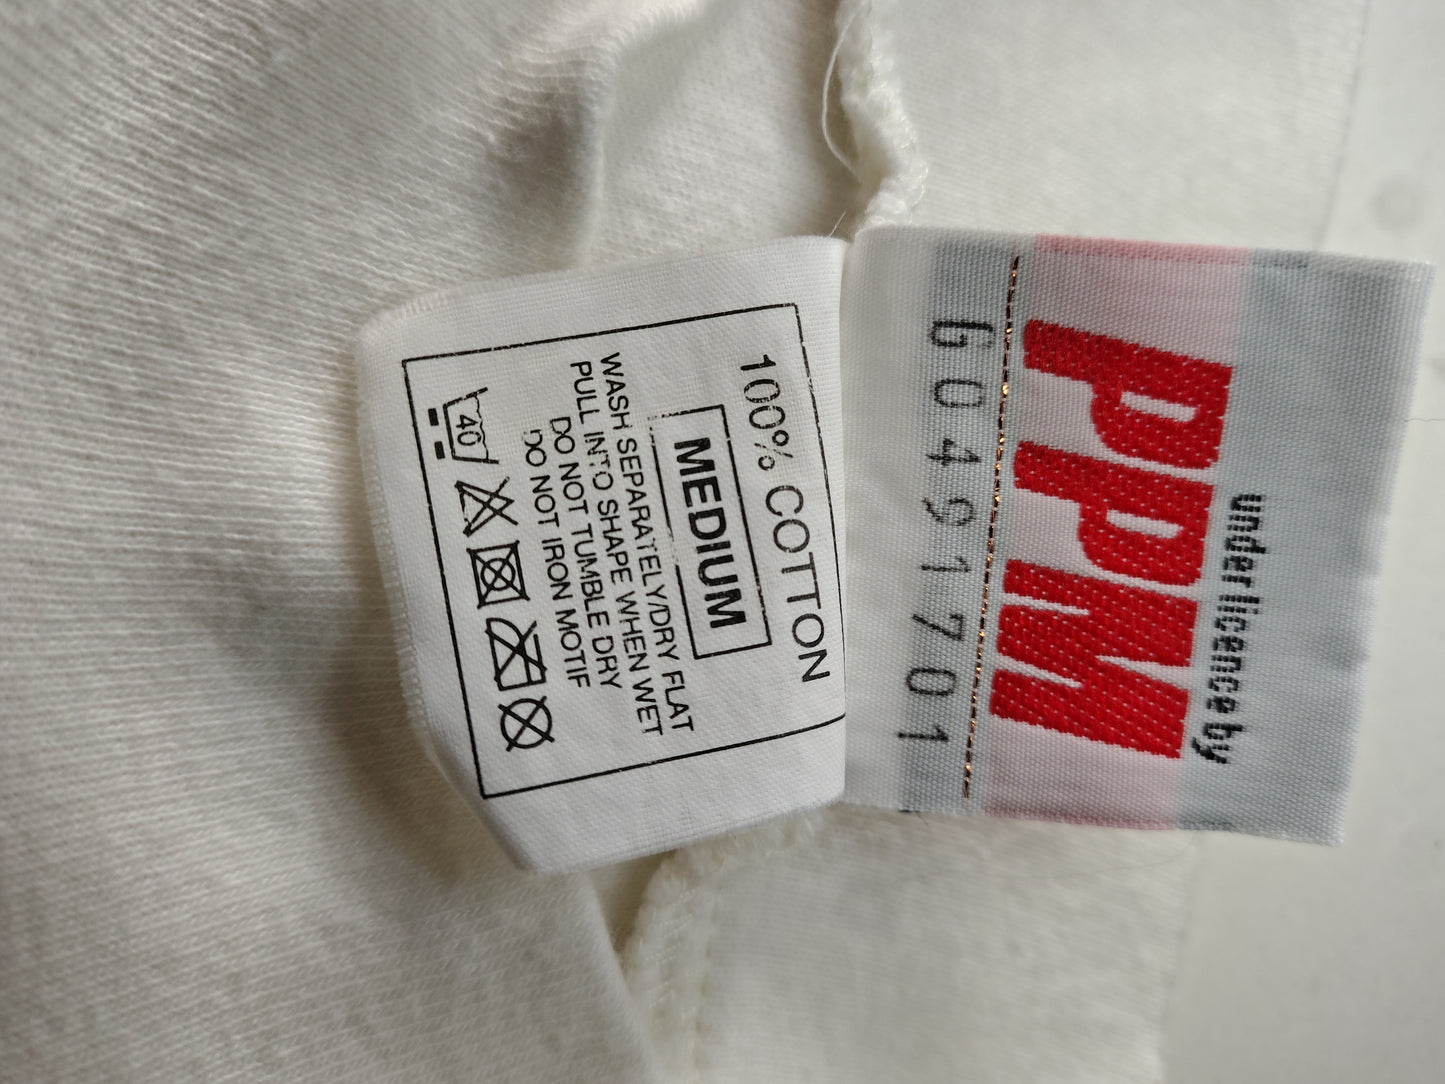 100% COTTON
MEDIUM
WASH SEPARATELY/DRY FLAT
PULL INTO SHAPE WHEN WET
DO NOT TUMBLE DRY
DO NOT IRON MOTIF
40
under licence by
PPM
G0491701